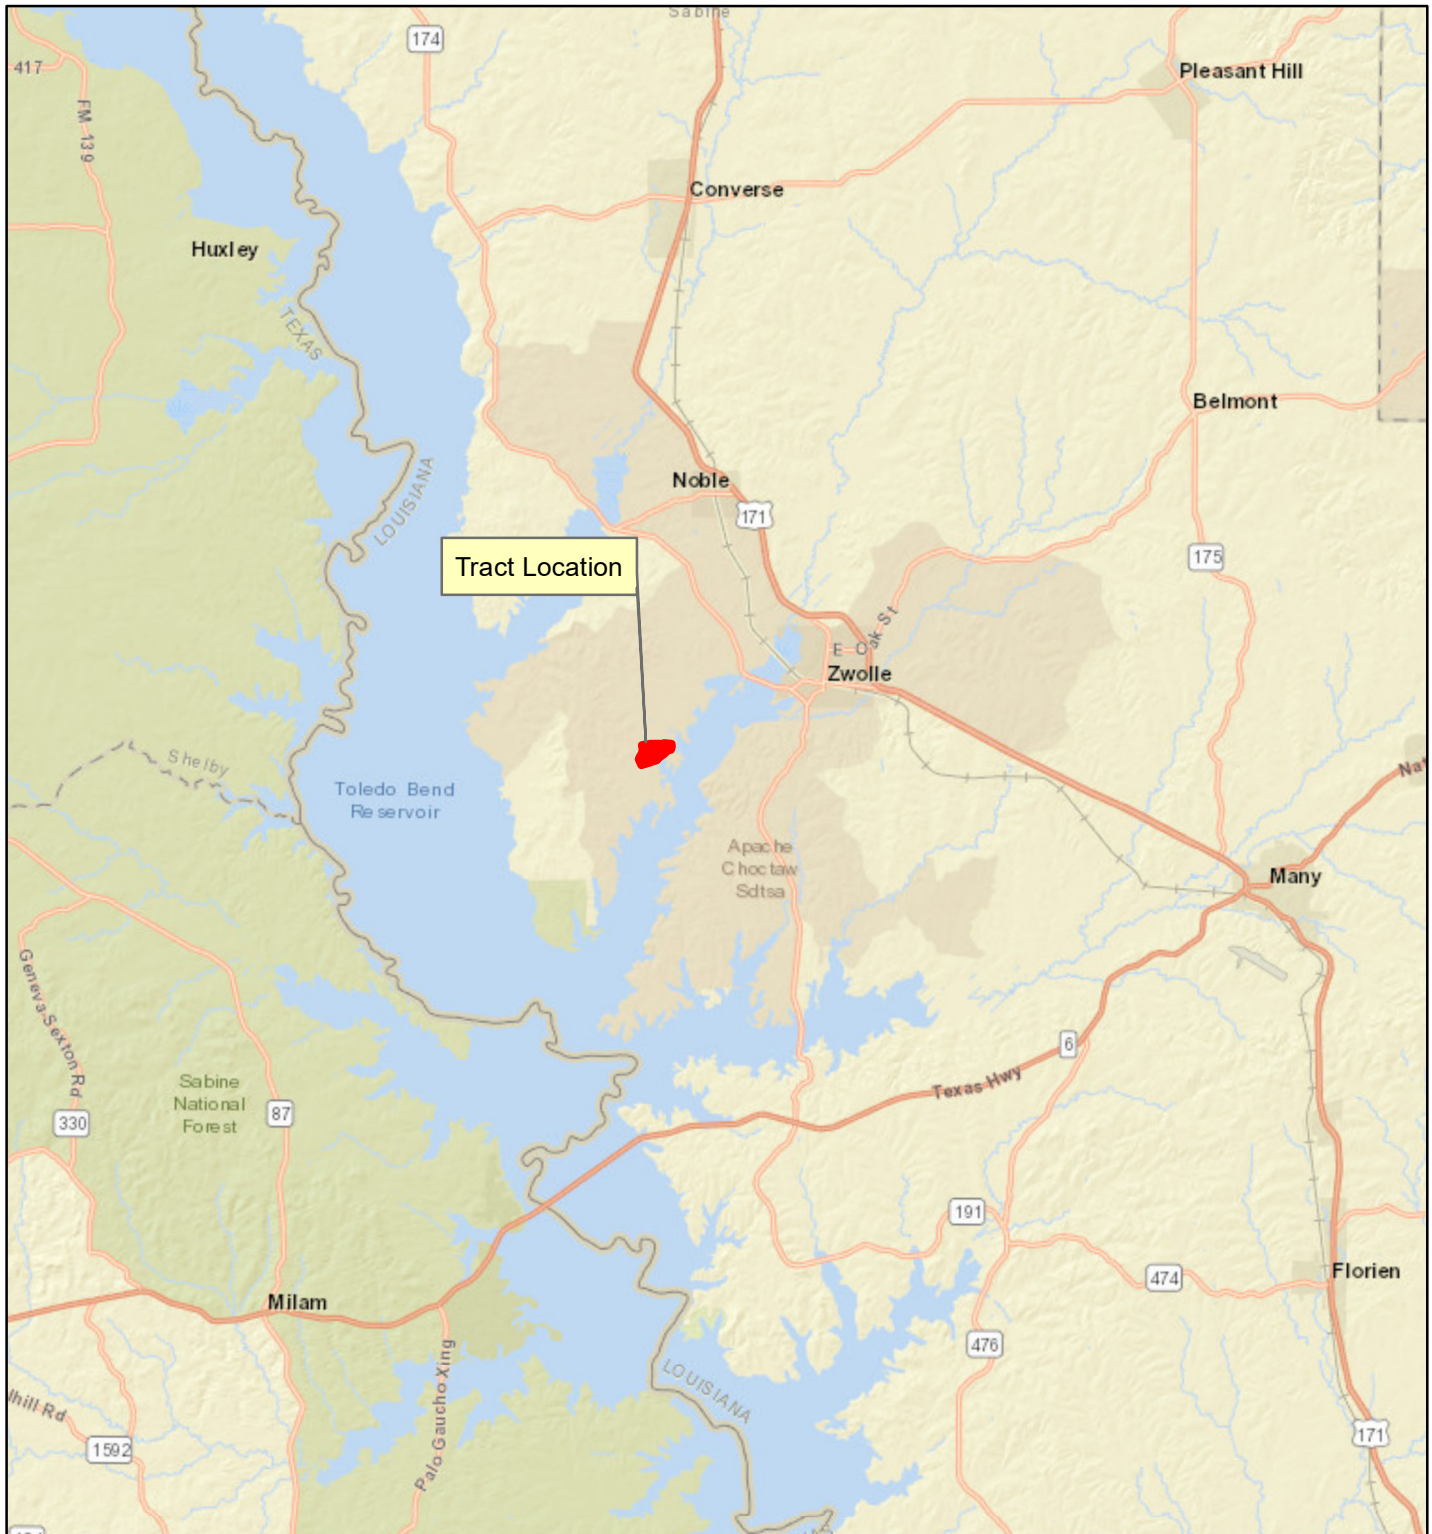 Sabine
174
417
Pleasant Hill
FM 139
Converse
Huxley
TEXAS
Belmont
LOUISIANA
Noble
171
Tract Location
175
E Oak St
Zwolle
Shelby
Toledo Bend
Reservoir
Nat
Apache
Choctaw
Sdtsa
Many
Geneva-Sexton Rd
6
Texas Hwy
Sabine
National
Forest
87
330
191
474
Florien
Milam
476
Palo Gaucho Xing
LOUISIANA
lhill Rd
1592
171